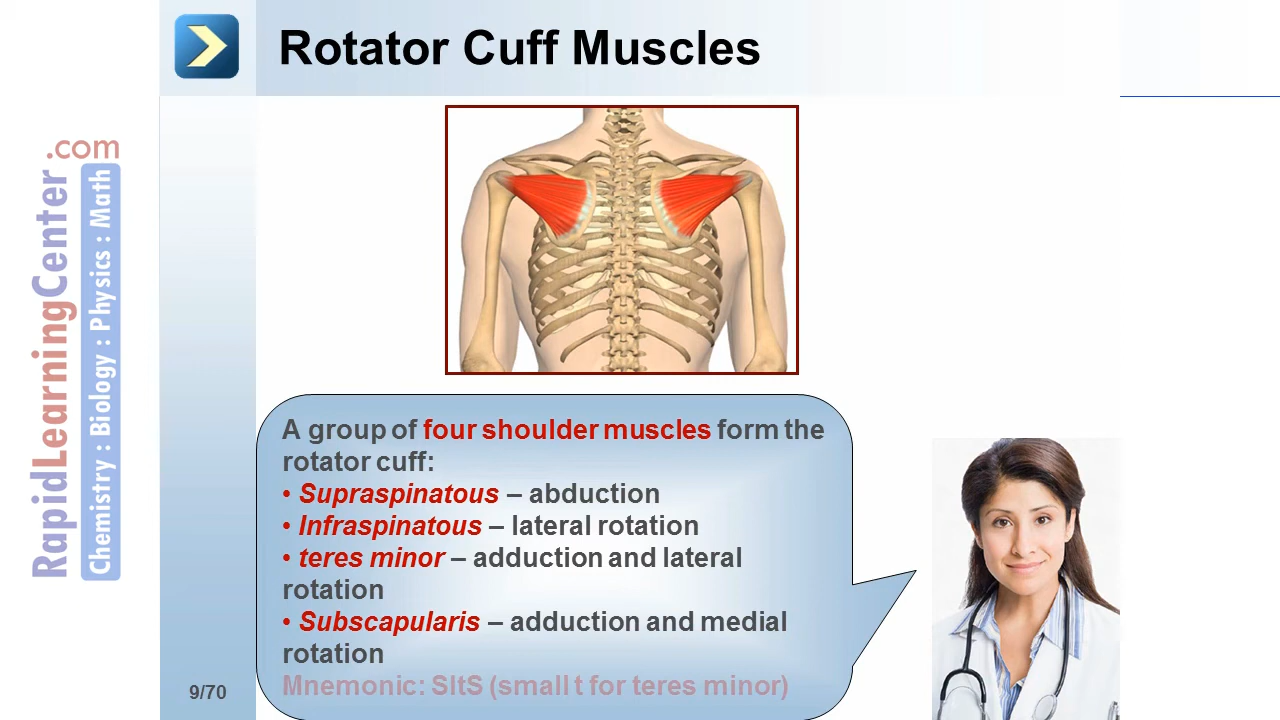 Rotator Cuff Muscles
RapidLearningCenter.com
Chemistry : Biology : Physics : Math
A group of four shoulder muscles form the
rotator cuff:
• Supraspinatous – abduction
• Infraspinatous – lateral rotation
• teres minor – adduction and lateral
rotation
• Subscapularis – adduction and medial
rotation
Mnemonic: SItS (small t for teres minor)
9/70